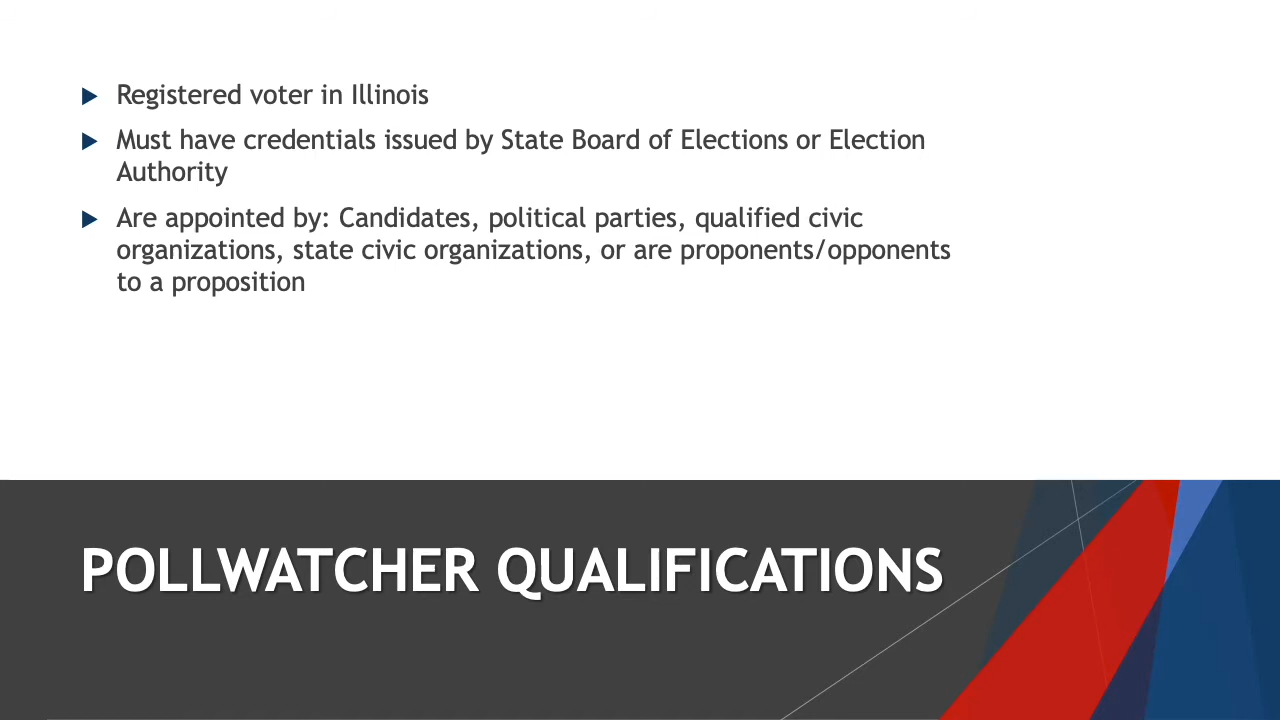 Registered voter in Illinois
Must have credentials issued by State Board of Elections or Election
Authority
Are appointed by: Candidates, political parties, qualified civic
organizations, state civic organizations, or are proponents/opponents
to a proposition
POLLWATCHER QUALIFICATIONS